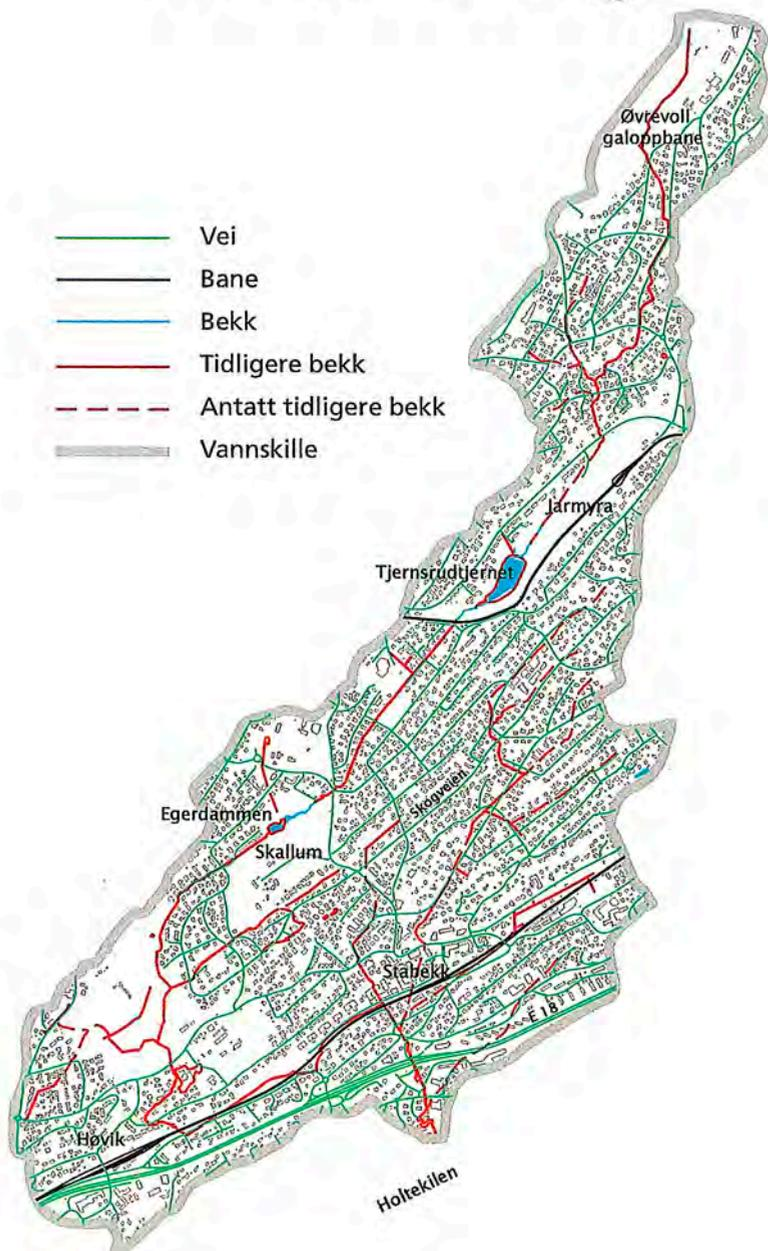 Øvrevoll
galoppbane
Vei
Bane
Bekk
Tidligere bekk
Antatt tidligere bekk
Vannskille
Jarmyra
Tjernsrudtjernet
Skogveien
Egerdammen
Skallum
Stabekk
E 18
Høvik
Holtekilen